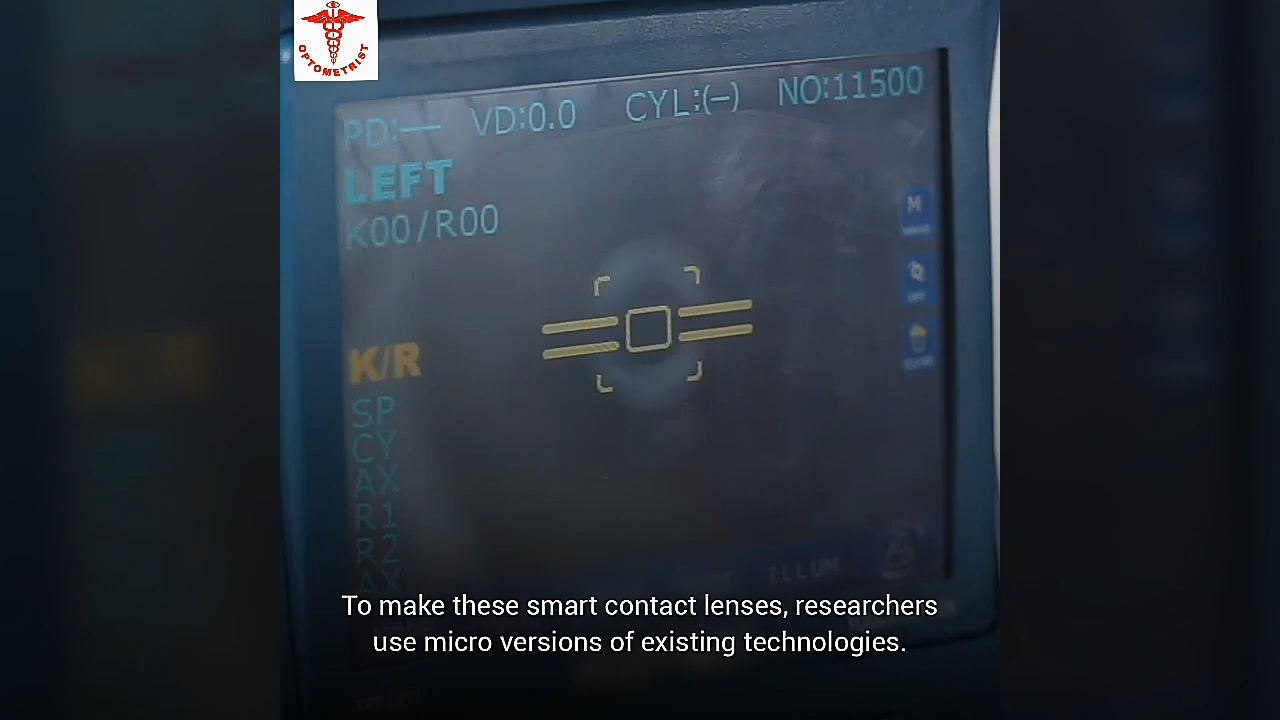 OPTOMETRIST
PD:— VD:0.0 CYL:(−) NO:11500
LEFT
K00/R00
M
K/R
SP
CY
AX
R1
R2
AX
ILLUM
To make these smart contact lenses, researchers
use micro versions of existing technologies.